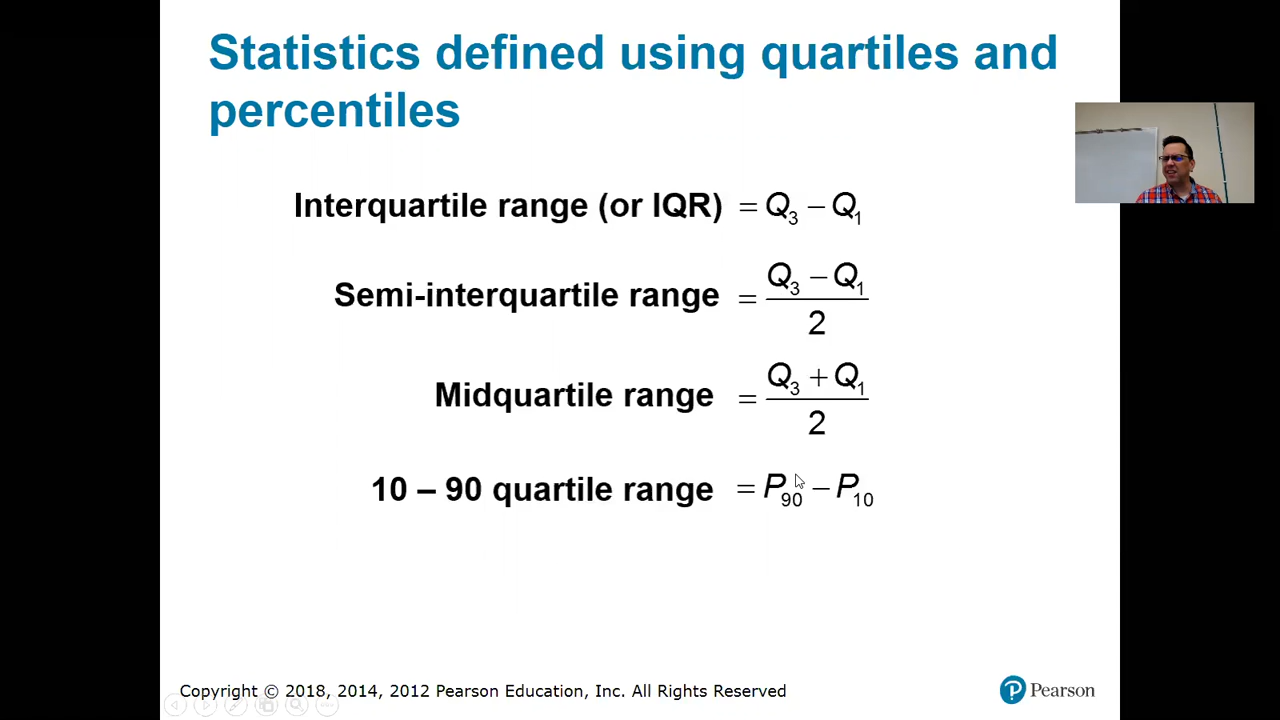 Statistics defined using quartiles and
percentiles
Interquartile range (or IQR) = Q₃ − Q₁
Semi-interquartile range = (Q₃ − Q₁) / 2
Midquartile range = (Q₃ + Q₁) / 2
10 – 90 quartile range = P₉₀ − P₁₀
Copyright © 2018, 2014, 2012 Pearson Education, Inc. All Rights Reserved
P Pearson